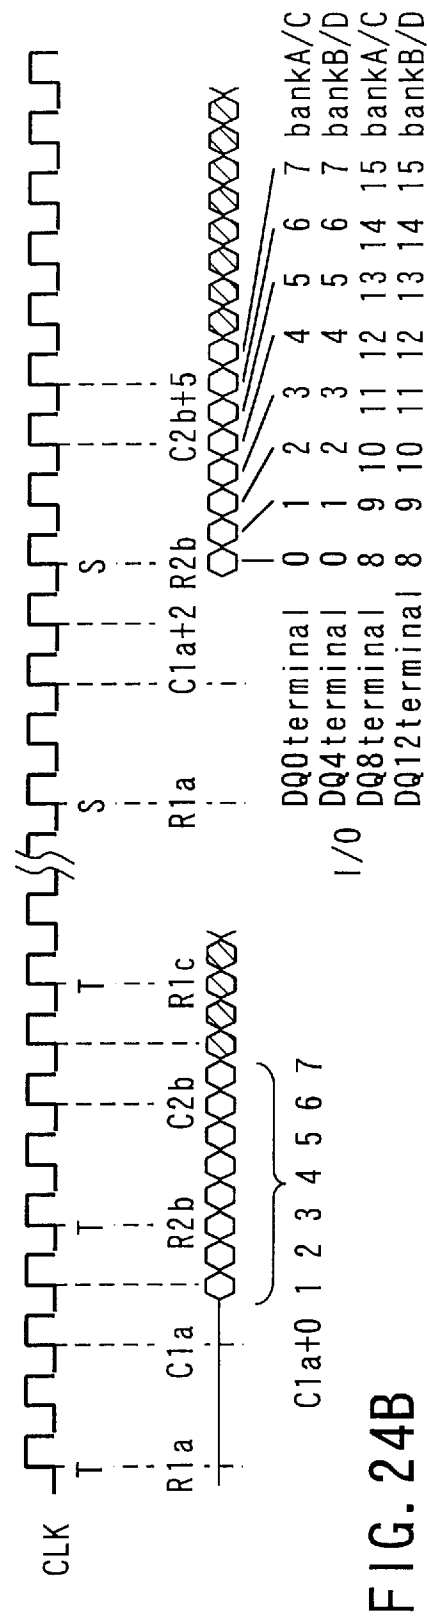 CLK
T T T S S
R1a C1a R2b C2b R1c R1a C1a+2 R2b C2b+5
C1a+0 1 2 3 4 5 6 7
I/O
DQ0terminal 0 1 2 3 4 5 6 7 bankA/C
DQ4terminal 0 1 2 3 4 5 6 7 bankB/D
DQ8terminal 8 9 10 11 12 13 14 15 bankA/C
DQ12terminal 8 9 10 11 12 13 14 15 bankB/D
FIG. 24B